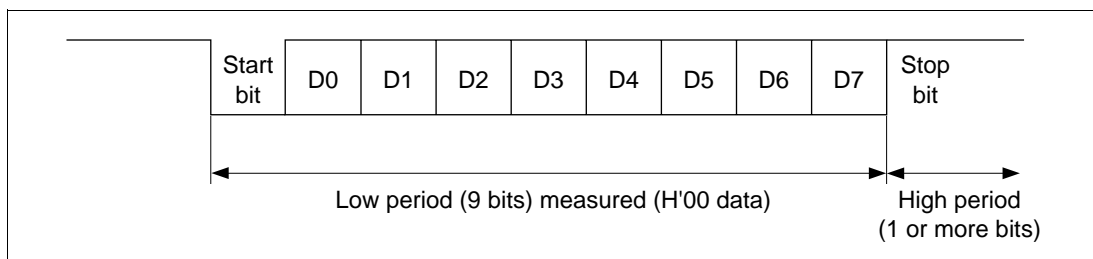 Start bit D0 D1 D2 D3 D4 D5 D6 D7 Stop bit
Low period (9 bits) measured (H'00 data)
High period
(1 or more bits)